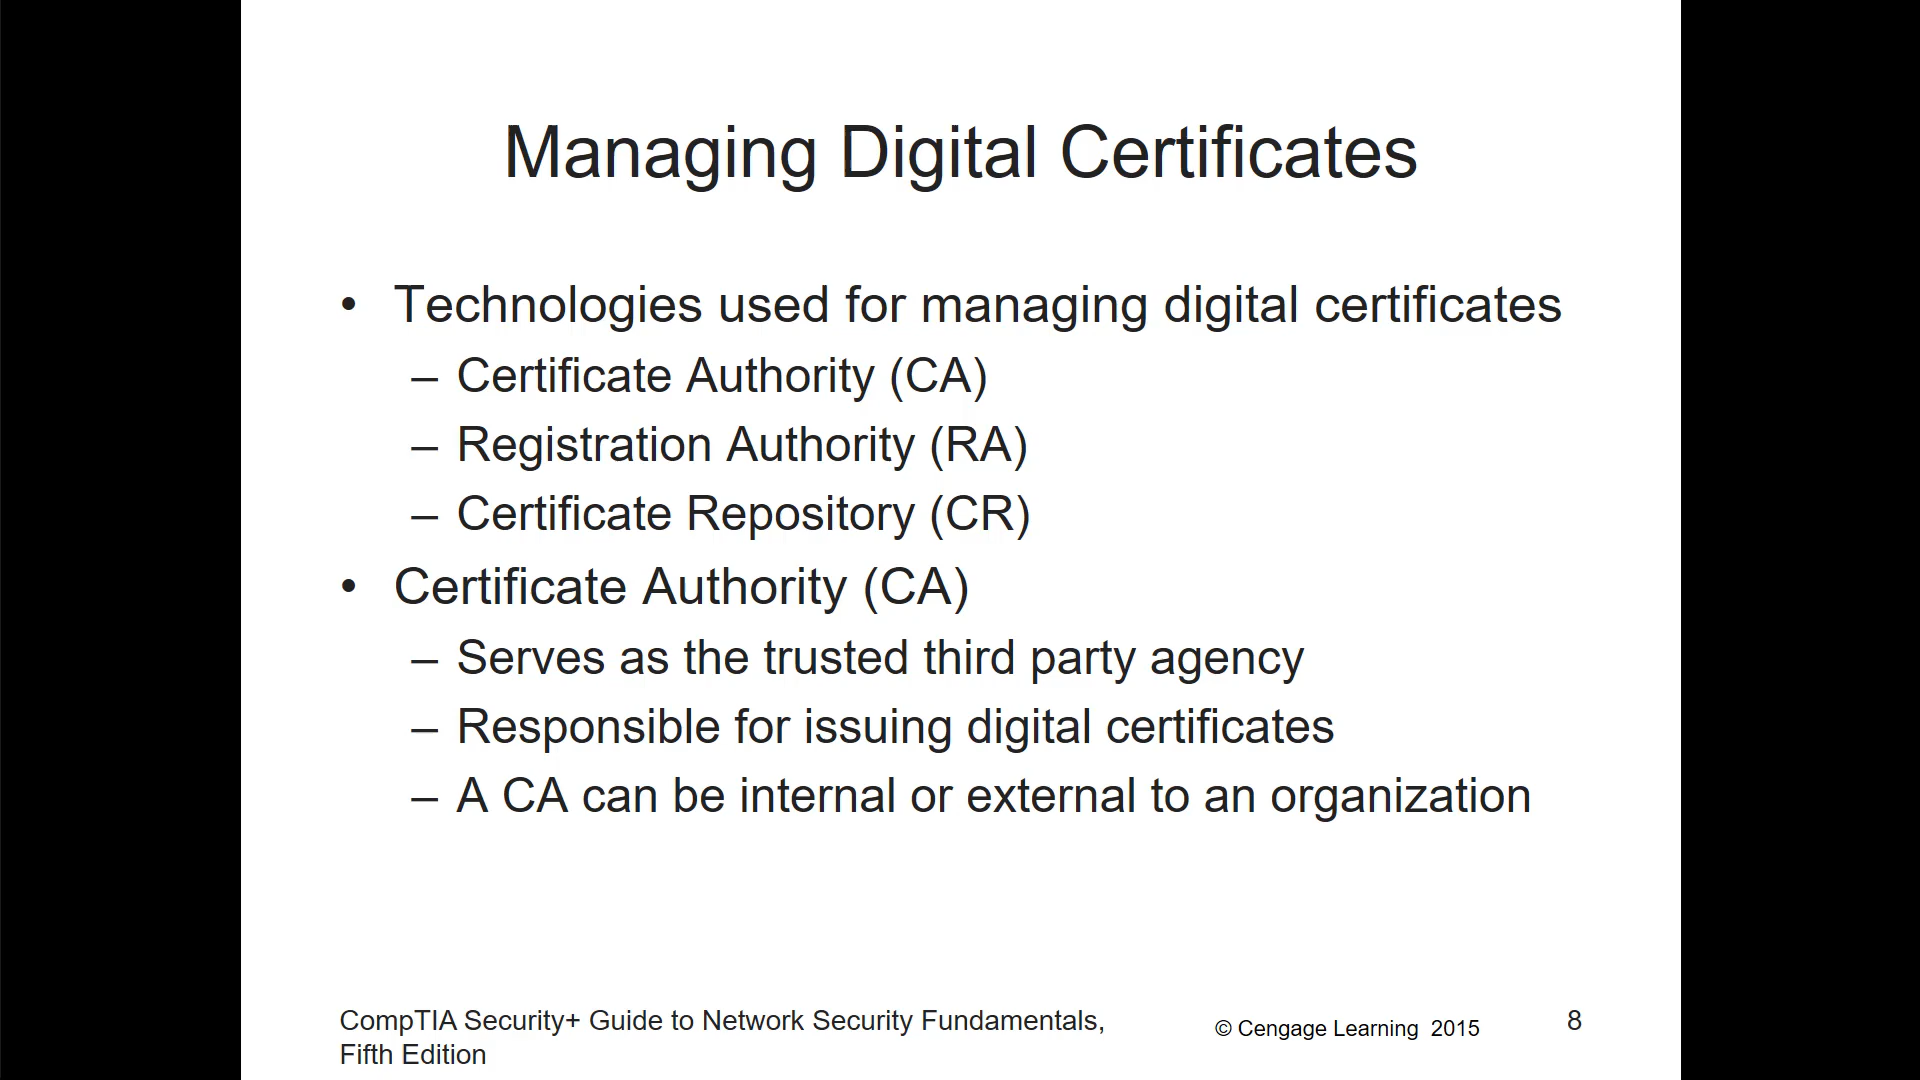 Managing Digital Certificates
• Technologies used for managing digital certificates
– Certificate Authority (CA)
– Registration Authority (RA)
– Certificate Repository (CR)
• Certificate Authority (CA)
– Serves as the trusted third party agency
– Responsible for issuing digital certificates
– A CA can be internal or external to an organization
CompTIA Security+ Guide to Network Security Fundamentals,
Fifth Edition
© Cengage Learning 2015
8